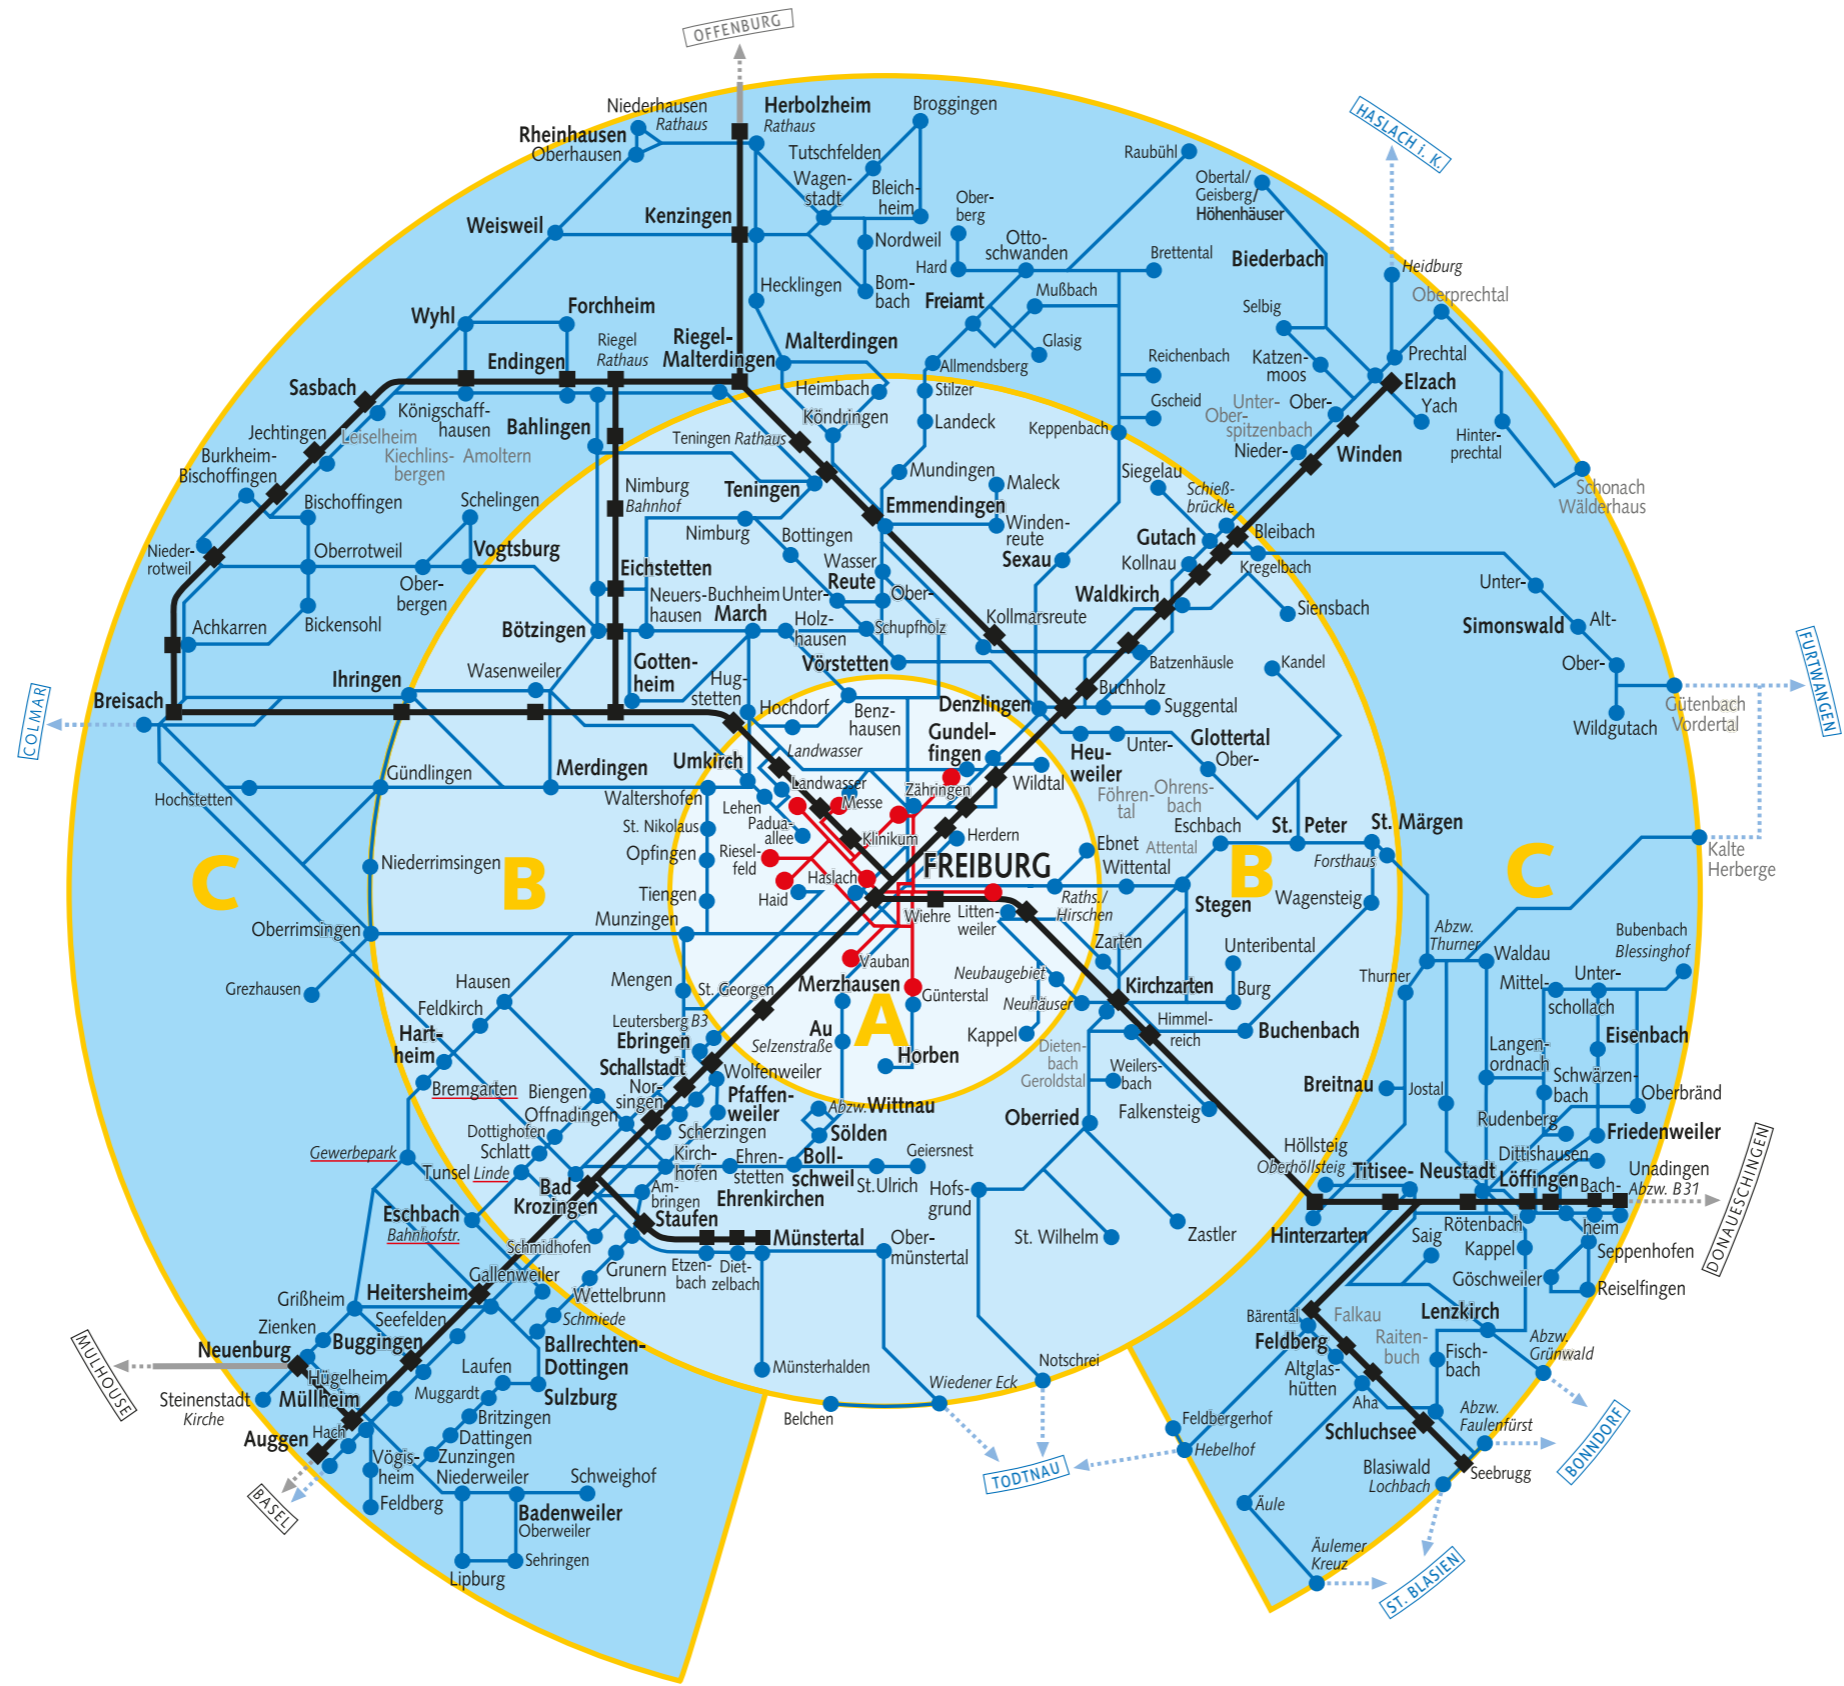 OFFENBURG
Niederhausen
Rathaus
Rheinhausen
Oberhausen
Herbolzheim
Rathaus
Broggingen
Tutschfelden
Wagen-
stadt
Bleich-
heim
Weisweil
Kenzingen
Nordweil
Bom-
bach
Hecklingen
Ober-
berg
Otto-
schwanden
Hard
Raubühl
Brettental
Obertal/
Geisberg/
Höhenhäuser
Biederbach
HASLACH i. K.
Heidburg
Oberprechtal
Selbig
Katzen-
moos
Prechtal
Elzach
Yach
Hinter-
prechtal
Schonach
Wälderhaus
Wyhl
Forchheim
Endingen
Riegel
Rathaus
Riegel-
Malterdingen
Malterdingen
Freiamt
Mußbach
Glasig
Allmendsberg
Reichenbach
Gscheid
Keppenbach
Stilzer
Landeck
Heimbach
Köndringen
Unter-
Ober-
spitzenbach
Ober-
Nieder-
Winden
Sasbach
Königschaff-
hausen
Jechtingen
Leiselheim
Kiechlins-
bergen
Amoltern
Burkheim-
Bischoffingen
Bischoffingen
Bahlingen
Teningen Rathaus
Teningen
Mundingen
Maleck
Emmendingen
Winden-
reute
Sexau
Siegelau
Schieß-
brückle
Gutach
Bleibach
Kollnau
Kregelbach
Siensbach
Waldkirch
Schelingen
Vogtsburg
Oberrotweil
Ober-
bergen
Nieder-
rotweil
Bickensohl
Achkarren
Nimburg
Bahnhof
Nimburg
Bottingen
Eichstetten
Wasser
Reute
Ober-
Unter-
Neuers-
hausen
Buchheim
March
Holz-
hausen
Schupfholz
Vörstetten
Kollmarsreute
Batzenhäusle
Buchholz
Suggental
Kandel
Unter-
Simonswald
Alt-
Ober-
Wildgutach
Gütenbach
Vordertal
FURTWANGEN
Bötzingen
Gotten-
heim
Wasenweiler
Ihringen
Breisach
COLMAR
Hug-
stetten
Hochdorf
Benz-
hausen
Denzlingen
Gundel-
fingen
Heu-
weiler
Unter-
Glottertal
Ober-
Föhren-
tal
Ohrens-
bach
Wildtal
Landwasser
Landwasser
Umkirch
Merdingen
Gündlingen
Hochstetten
Waltershofen
Lehen
Padua-
allee
Messe
Zähringen
St. Nikolaus
Opfingen
Riesel-
feld
Klinikum
Herdern
Haslach
FREIBURG
Ebnet
Wittental
Eschbach
Attental
St. Peter
St. Märgen
Forsthaus
Kalte
Herberge
Niederrimsingen
Tiengen
Haid
Wiehre
Litten-
weiler
Raths./
Hirschen
Stegen
Wagensteig
C
B
A
B
C
Munzingen
Oberrimsingen
Grezhausen
Vauban
Merzhausen
Günterstal
Neubaugebiet
Neuhäuser
Kappel
Zarten
Kirchzarten
Unteribental
Burg
Himmel-
reich
Buchenbach
Abzw.
Thurner
Thurner
Waldau
Bubenbach
Blessinghof
Mittel-
Unter-
schollach
Eisenbach
Langen-
ordnach
Schwärzen-
bach
Oberbränd
Breitnau
Jostal
Rudenberg
Friedenweiler
Mengen
St. Georgen
Hausen
Feldkirch
Hart-
heim
Bremgarten
Leutersberg B3
Ebringen
Schallstadt
Wolfenweiler
Pfaffen-
weiler
Au
Selzenstraße
Horben
Abzw.
Wittnau
Sölden
Dieten-
bach
Geroldstal
Weilers-
bach
Falkensteig
Oberried
Biengen
Nor-
singen
Offnadingen
Dottighofen
Schlatt
Scherzingen
Kirch-
hofen
Ehren-
stetten
Boll-
schweil
Ehrenkirchen
St.Ulrich
Geiersnest
Gewerbepark
Tunsel Linde
Bad
Krozingen
Am-
bringen
Staufen
Münstertal
Ober-
münstertal
Hofs-
grund
St. Wilhelm
Zastler
Höllsteig
Oberhöllsteig
Hinterzarten
Titisee-
Neustadt
Löffingen
Dittishausen
Bach-
heim
Unadingen
Abzw. B31
DONAUESCHINGEN
Rötenbach
Seppenhofen
Kappel
Göschweiler
Reiselfingen
Saig
Eschbach
Bahnhofstr.
Schmidhofen
Grunern
Etzen-
bach
Diet-
zelbach
Gallenweiler
Wettelbrunn
Schmiede
Heitersheim
Ballrechten-
Dottingen
Sulzburg
Laufen
Muggardt
Britzingen
Dattingen
Zunzingen
Grißheim
Seefelden
Zienken
Buggingen
Neuenburg
Hügelheim
Müllheim
Steinenstadt
Kirche
MULHOUSE
Hach
Auggen
BASEL
Vögis-
heim
Feldberg
Niederweiler
Schweighof
Badenweiler
Oberweiler
Sehringen
Lipburg
Münsterhalden
Belchen
Wiedener Eck
Notschrei
TODTNAU
Feldbergerhof
Hebelhof
Bärental
Feldberg
Falkau
Raiten-
buch
Altglas-
hütten
Aha
Lenzkirch
Fisch-
bach
Abzw.
Grünwald
BONNDORF
Schluchsee
Abzw.
Faulenfürst
Seebrugg
Blasiwald
Lochbach
Äule
Äulemer
Kreuz
ST. BLASIEN